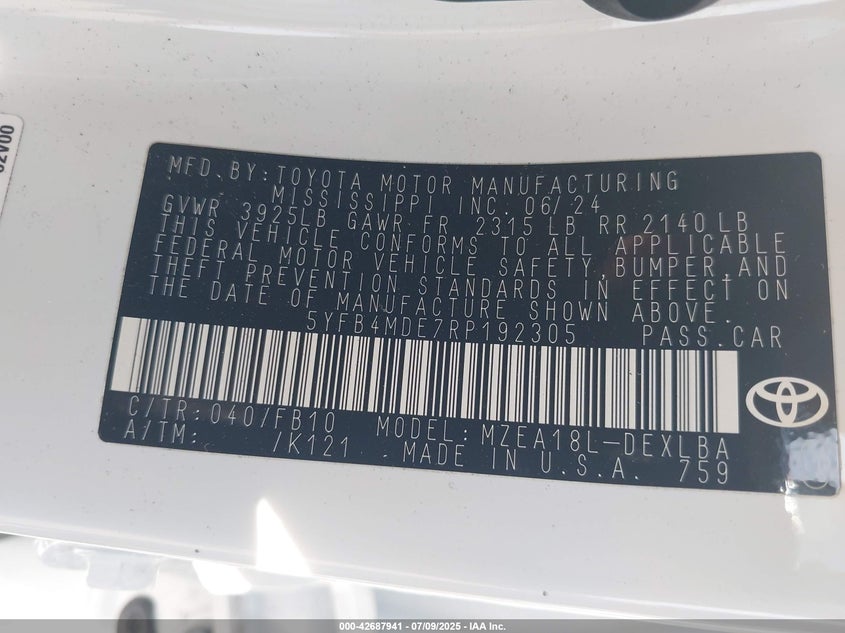 MFD. BY: TOYOTA MOTOR MANUFACTURING
MISSISSIPPI INC. 06/24
GVWR 3925LB GAWR FR 2315 LB RR 2140 LB
THIS VEHICLE CONFORMS TO ALL APPLICABLE
FEDERAL MOTOR VEHICLE SAFETY, BUMPER, AND
THEFT PREVENTION STANDARDS IN EFFECT ON
THE DATE OF MANUFACTURE SHOWN ABOVE.
5YFB4MDE7RP192305 PASS.CAR
C/TR:040/FB10 MODEL:MZEA18L-DEXLBA
A/TM: /K121 MADE IN U.S.A. 759
000-42687941 / 07/09/2025 - IAA Inc.